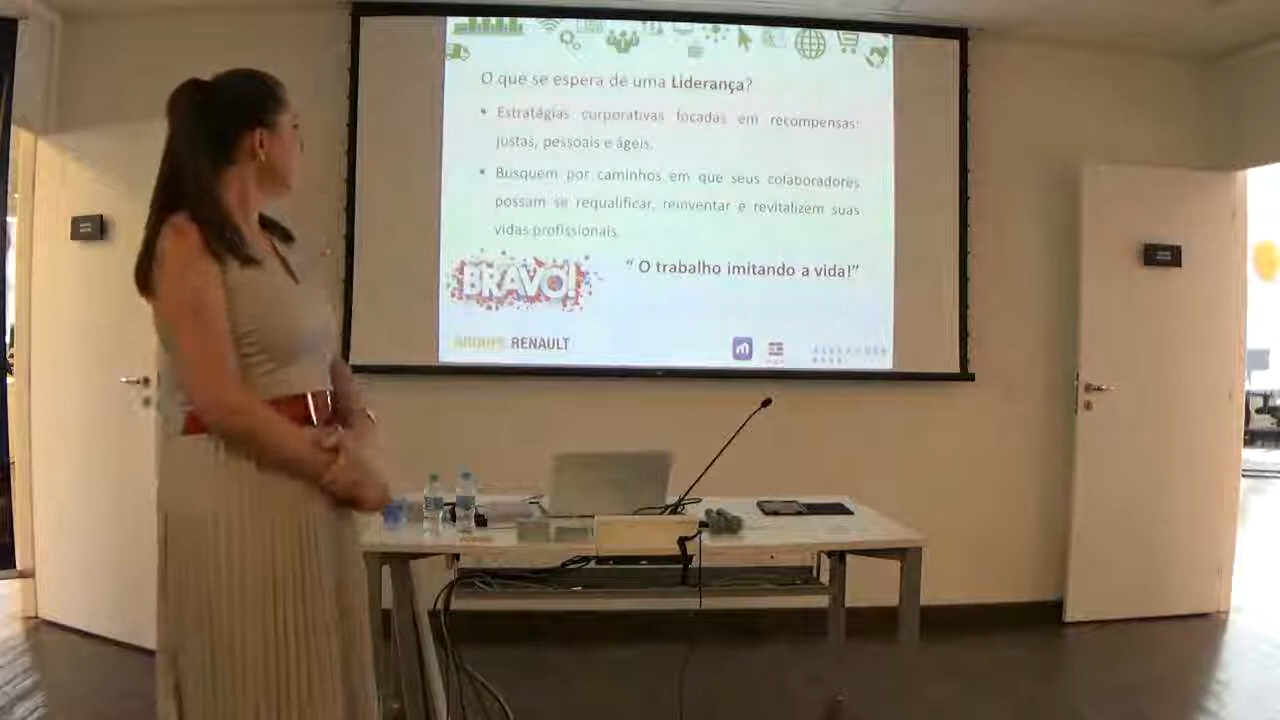 O que se espera de uma Liderança?
• Estratégias corporativas focadas em recompensas:
justas, pessoais e ágeis.
• Busquem por caminhos em que seus colaboradores
possam se requalificar, reinventar e revitalizem suas
vidas profissionais.
BRAVO!
“ O trabalho imitando a vida!”
GROUPE RENAULT